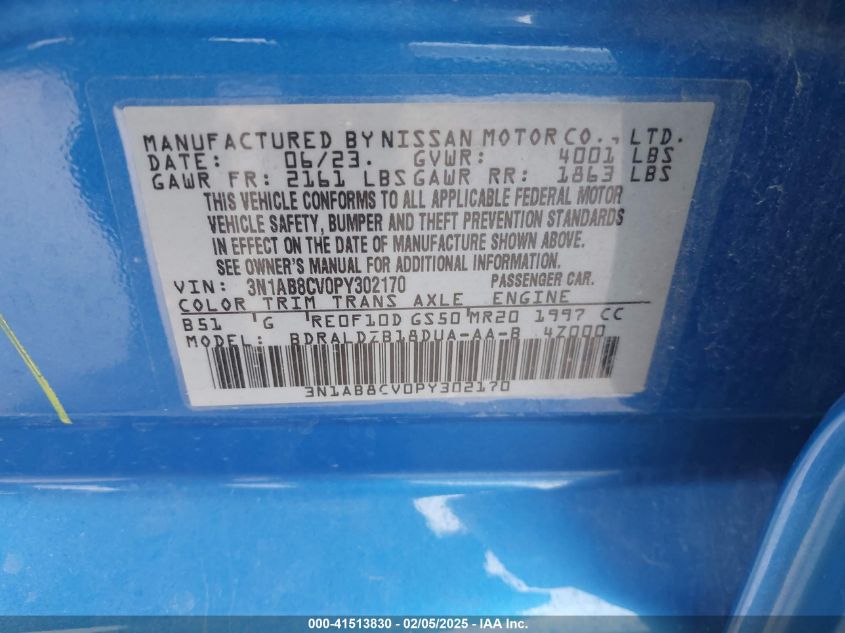 MANUFACTURED BY NISSAN MOTOR CO., LTD.
DATE: 06/23. GVWR: 4001 LBS
GAWR FR: 2161 LBS GAWR RR: 1863 LBS
THIS VEHICLE CONFORMS TO ALL APPLICABLE FEDERAL MOTOR
VEHICLE SAFETY, BUMPER AND THEFT PREVENTION STANDARDS
IN EFFECT ON THE DATE OF MANUFACTURE SHOWN ABOVE.
SEE OWNER'S MANUAL FOR ADDITIONAL INFORMATION.
VIN: 3N1AB8CV0PY302170 PASSENGER CAR.
COLOR TRIM TRANS AXLE ENGINE
B51 G RE0F10D GS50 MR20 1997 CC
MODEL: BDRALDZB18DUA-AA-B 4Z000
3N1AB8CV0PY302170
000-41513830 - 02/05/2025 - IAA Inc.